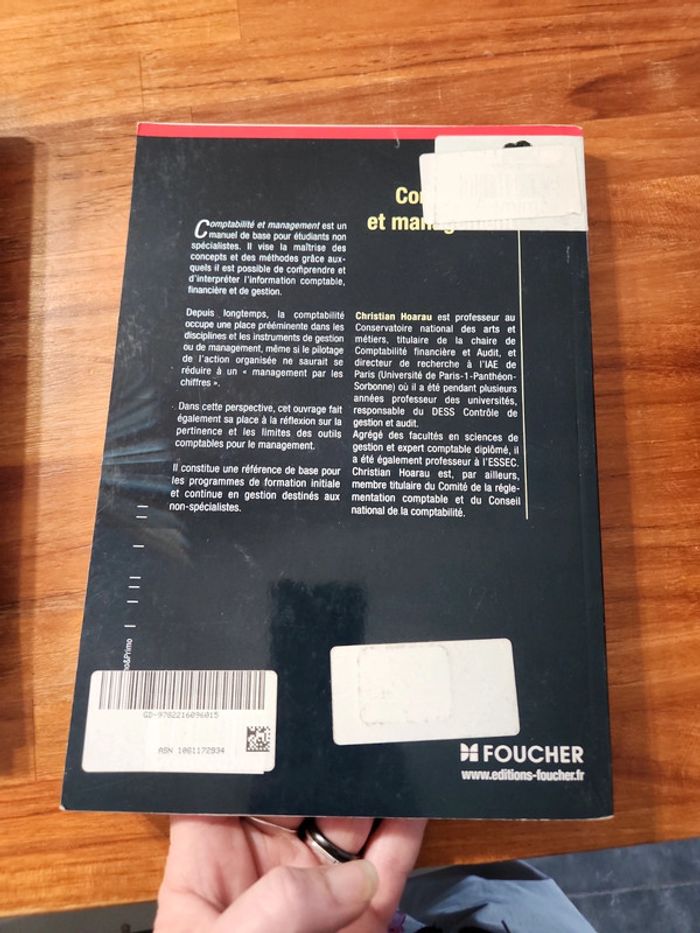 et man
Comptabilité et management est un
manuel de base pour étudiants non
spécialistes. Il vise la maîtrise des
concepts et des méthodes grâce aux-
quels il est possible de comprendre et
d'interpréter l'information comptable,
financière et de gestion.
Depuis longtemps, la comptabilité
occupe une place prééminente dans les
disciplines et les instruments de gestion
ou de management, même si le pilotage
de l'action organisée ne saurait se
réduire à un « management par les
chiffres ».
Dans cette perspective, cet ouvrage fait
également sa place à la réflexion sur la
pertinence et les limites des outils
comptables pour le management.
Il constitue une référence de base pour
les programmes de formation initiale
et continue en gestion destinés aux
non-spécialistes.
Christian Hoarau est professeur au
Conservatoire national des arts et
métiers, titulaire de la chaire de
Comptabilité financière et Audit, et
directeur de recherche à l'IAE de
Paris (Université de Paris-1-Panthéon-
Sorbonne) où il a été pendant plusieurs
années professeur des universités,
responsable du DESS Contrôle de
gestion et audit.
Agrégé des facultés en sciences de
gestion et expert comptable diplômé, il
a été également professeur à l'ESSEC.
Christian Hoarau est, par ailleurs,
membre titulaire du Comité de la régle-
mentation comptable et du Conseil
national de la comptabilité.
no&Primo
GD-9782216096015
ASN 1061172934
FOUCHER
www.editions-foucher.fr